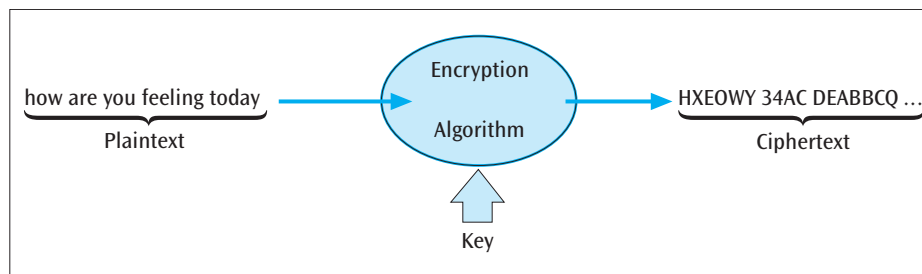 Encryption
how are you feeling today
HXEOWY 34AC DEABBCQ ...
Algorithm
Plaintext
Ciphertext
Key